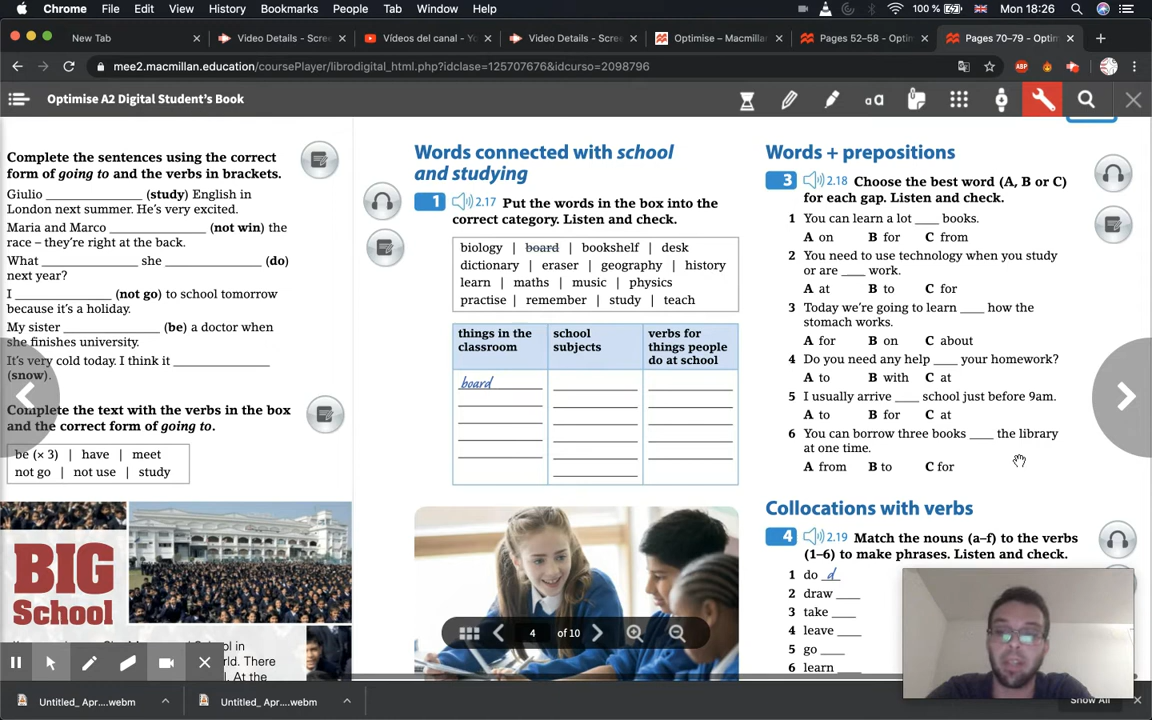 Chrome File Edit View History Bookmarks People Tab Window Help 100 % Mon 18:26
New Tab Video Details - Scree Vídeos del canal - Yo Video Details - Scree Optimise – Macmillan Pages 52–58 – Optim Pages 70–79 – Optim
mee2.macmillan.education/coursePlayer/librodigital_html.php?idclase=125707676&idcurso=2098796
Optimise A2 Digital Student's Book
Complete the sentences using the correct
form of going to and the verbs in brackets.
Giulio ____ (study) English in
London next summer. He's very excited.
Maria and Marco ____ (not win) the
race – they're right at the back.
What ____ she ____ (do)
next year?
I ____ (not go) to school tomorrow
because it's a holiday.
My sister ____ (be) a doctor when
she finishes university.
It's very cold today. I think it ____
(snow).
Complete the text with the verbs in the box
and the correct form of going to.
be (× 3) | have | meet
not go | not use | study
BIG
School
Words connected with school
and studying
1 2.17 Put the words in the box into the
correct category. Listen and check.
biology | board | bookshelf | desk
dictionary | eraser | geography | history
learn | maths | music | physics
practise | remember | study | teach
things in the
classroom
school
subjects
verbs for
things people
do at school
board
4 of 10
Words + prepositions
3 2.18 Choose the best word (A, B or C)
for each gap. Listen and check.
1 You can learn a lot ____ books.
A on B for C from
2 You need to use technology when you study
or are ____ work.
A at B to C for
3 Today we're going to learn ____ how the
stomach works.
A for B on C about
4 Do you need any help ____ your homework?
A to B with C at
5 I usually arrive ____ school just before 9am.
A to B for C at
6 You can borrow three books ____ the library
at one time.
A from B to C for
Collocations with verbs
4 2.19 Match the nouns (a–f) to the verbs
(1–6) to make phrases. Listen and check.
1 do d
2 draw ____
3 take ____
4 leave ____
5 go ____
6 learn
Untitled_ Apr....webm Untitled_ Apr....webm Show All